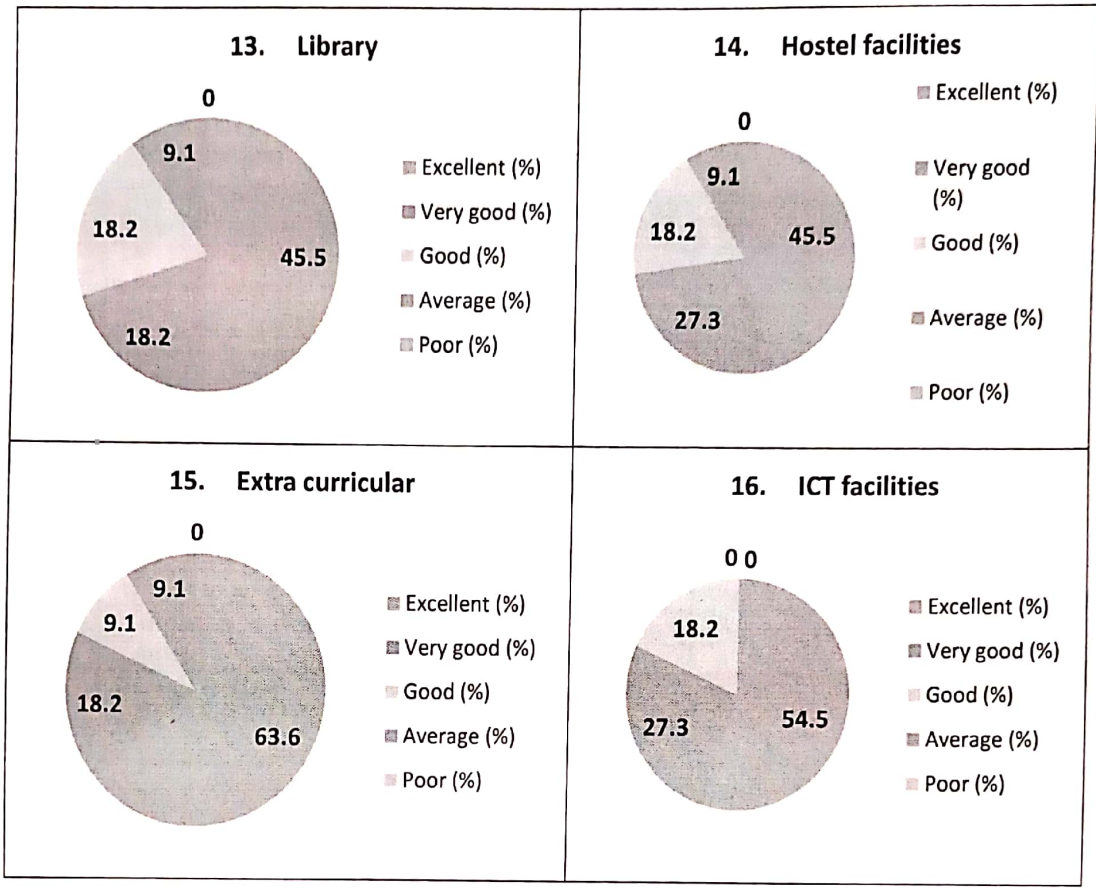 13. Library
0
9.1
18.2
45.5
18.2
Excellent (%)
Very good (%)
Good (%)
Average (%)
Poor (%)
14. Hostel facilities
0
9.1
18.2
45.5
27.3
Excellent (%)
Very good
(%)
Good (%)
Average (%)
Poor (%)
15. Extra curricular
0
9.1
9.1
18.2
63.6
Excellent (%)
Very good (%)
Good (%)
Average (%)
Poor (%)
16. ICT facilities
0 0
18.2
27.3
54.5
Excellent (%)
Very good (%)
Good (%)
Average (%)
Poor (%)